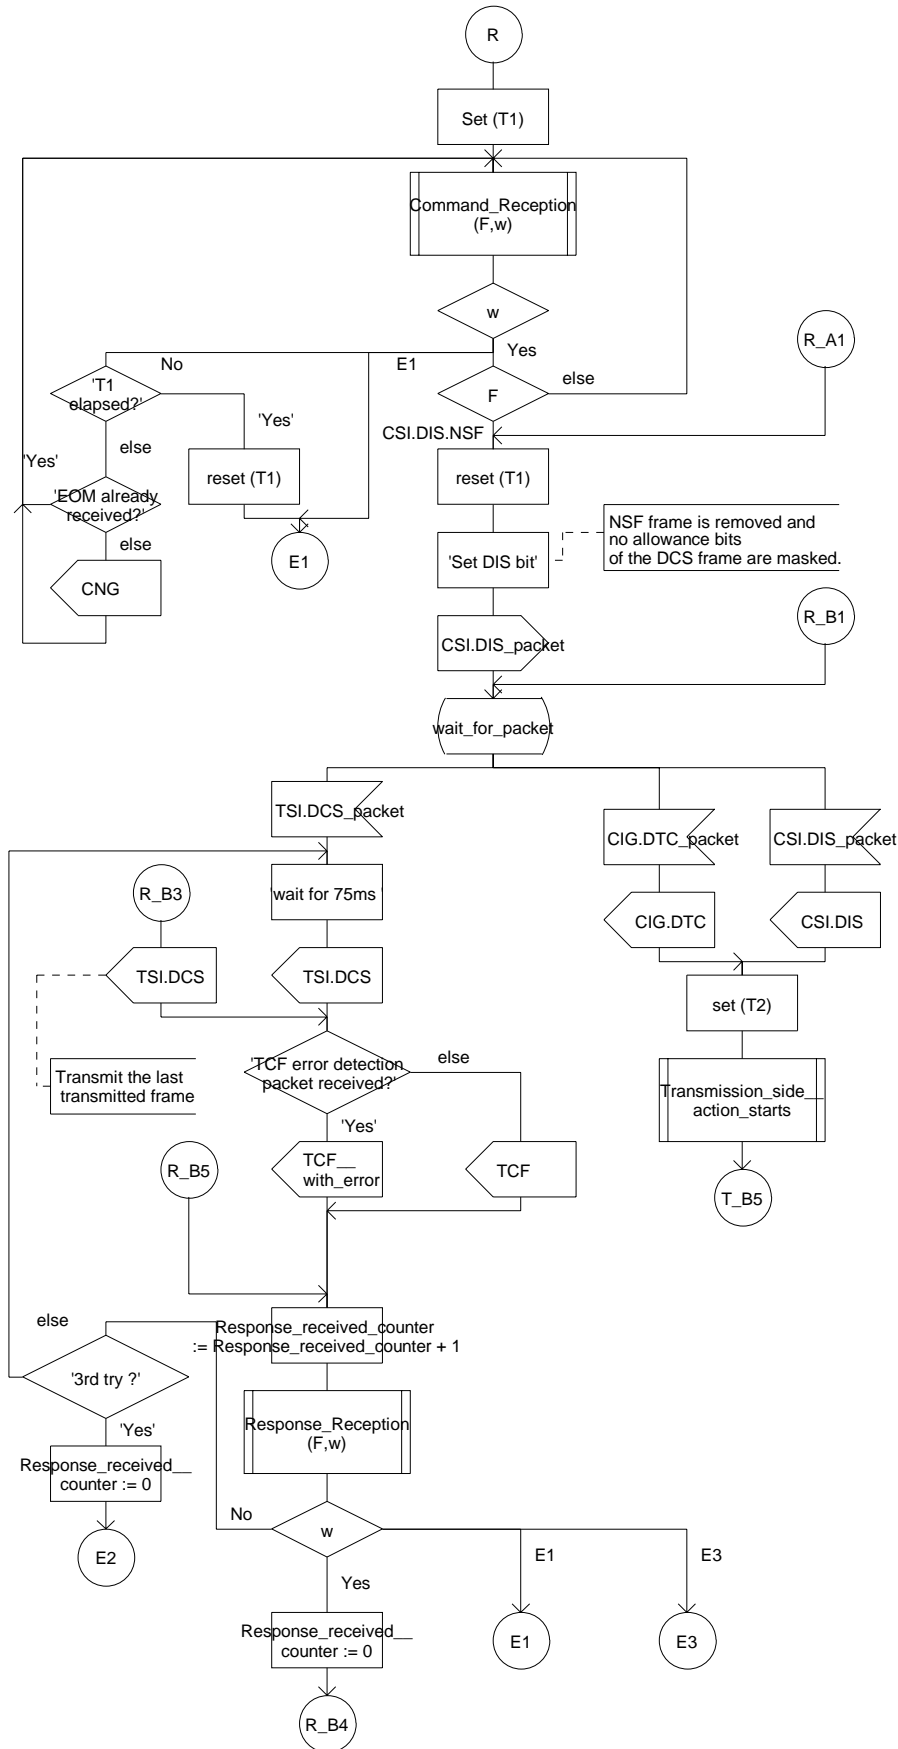 R
Set (T1)
Command_Reception
(F,w)
w
R_A1
No
E1
Yes
'T1
elapsed?'
F
else
'Yes'
CSI.DIS.NSF
else
'Yes'
reset (T1)
reset (T1)
'EOM already
received?'
NSF frame is removed and
no allowance bits
of the DCS frame are masked.
else
E1
'Set DIS bit'
CNG
R_B1
CSI.DIS_packet
wait_for_packet
TSI.DCS_packet
CIG.DTC_packet
CSI.DIS_packet
R_B3
'wait for 75ms '
CIG.DTC
CSI.DIS
TSI.DCS
TSI.DCS
set (T2)
'TCF error detection
packet received?'
else
Transmit the last
transmitted frame
Transmission_side__
action_starts
'Yes'
R_B5
TCF__
with_error
TCF
T_B5
else
Response_received_counter
:= Response_received_counter + 1
'3rd try ?'
'Yes'
Response_Reception
(F,w)
Response_received__
counter := 0
No
w
E2
E1
E3
Yes
Response_received__
counter := 0
E1
E3
R_B4